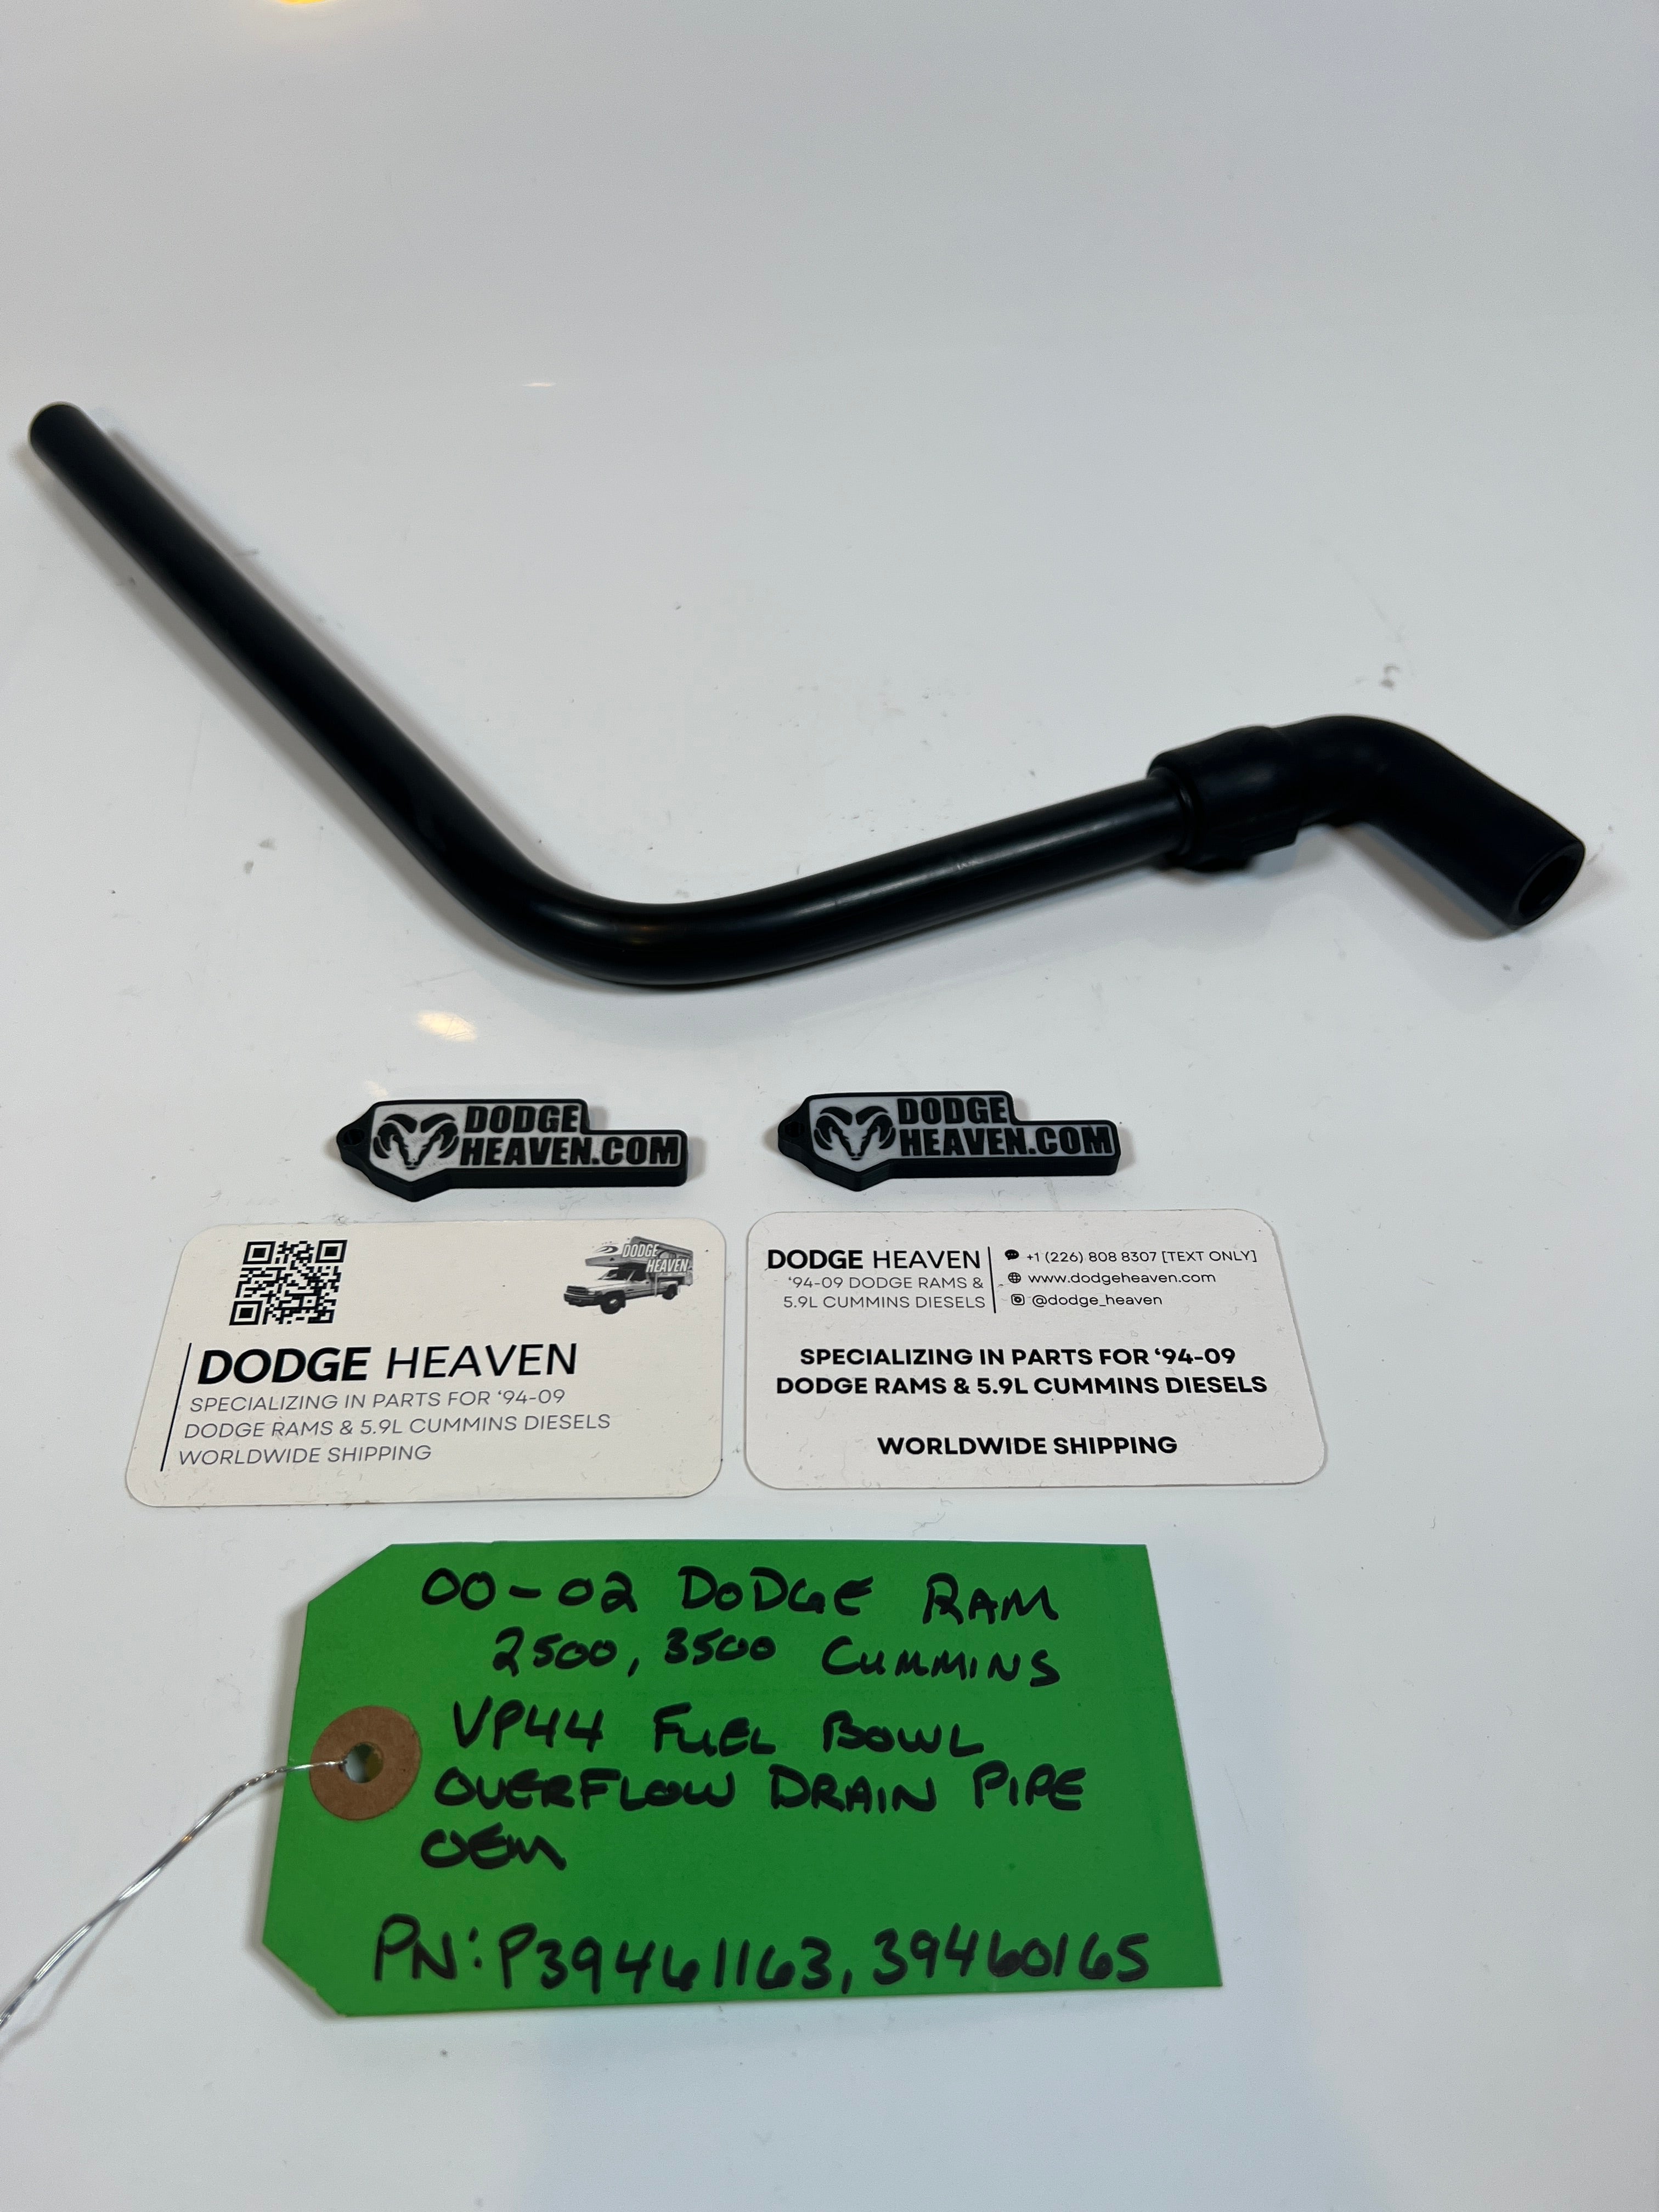 DODGE
HEAVEN.COM
DODGE
HEAVEN.COM
DODGE
HEAVEN
DODGE HEAVEN
SPECIALIZING IN PARTS FOR ‘94-09
DODGE RAMS & 5.9L CUMMINS DIESELS
WORLDWIDE SHIPPING
DODGE HEAVEN
‘94-09 DODGE RAMS &
5.9L CUMMINS DIESELS
+1 (226) 808 8307 [TEXT ONLY]
www.dodgeheaven.com
@dodge_heaven
SPECIALIZING IN PARTS FOR ‘94-09
DODGE RAMS & 5.9L CUMMINS DIESELS
WORLDWIDE SHIPPING
00-02 DODGE RAM
2500, 3500 CUMMINS
VP44 FUEL BOWL
OVERFLOW DRAIN PIPE
OEM
PN: P39461163, 39460165